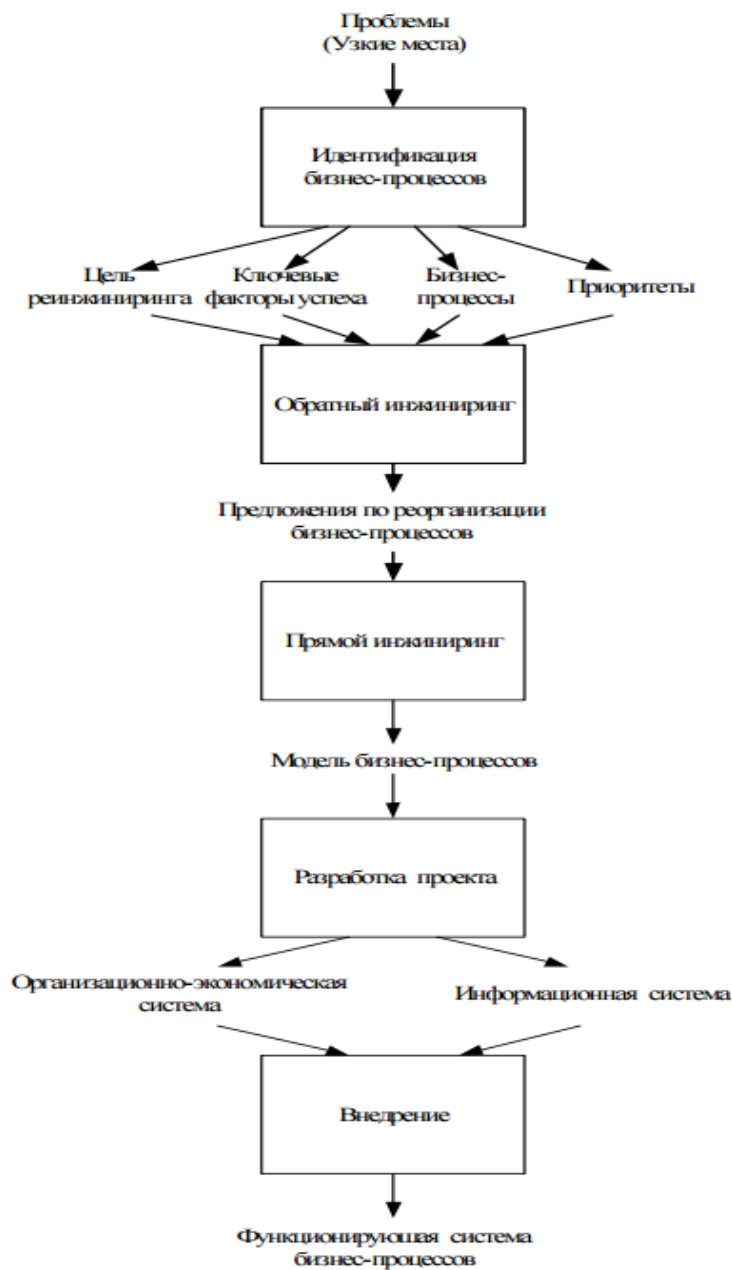 Проблемы
(Узкие места)
Идентификация
бизнес-процессов
Цель
реинжиниринга
Ключевые
факторы успеха
Бизнес-
процессы
Приоритеты
Обратный инжиниринг
Предложения по реорганизации
бизнес-процессов
Прямой инжиниринг
Модель бизнес-процессов
Разработка проекта
Организационно-экономическая
система
Информационная система
Внедрение
Функционирующая система
бизнес-процессов